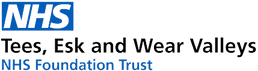 NHS
Tees, Esk and Wear Valleys
NHS Foundation Trust